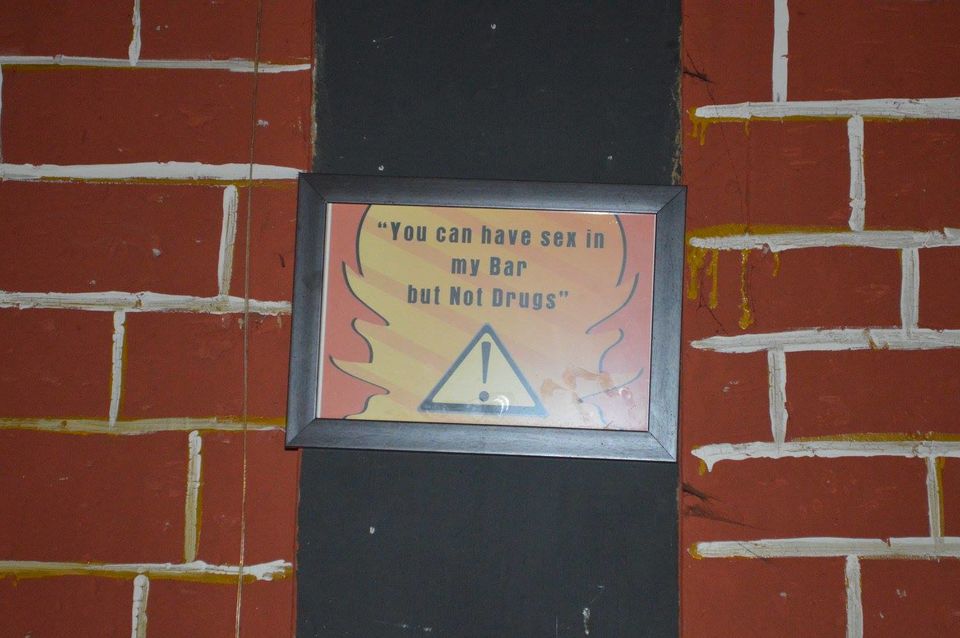 “You can have sex in
my Bar
but Not Drugs”
!